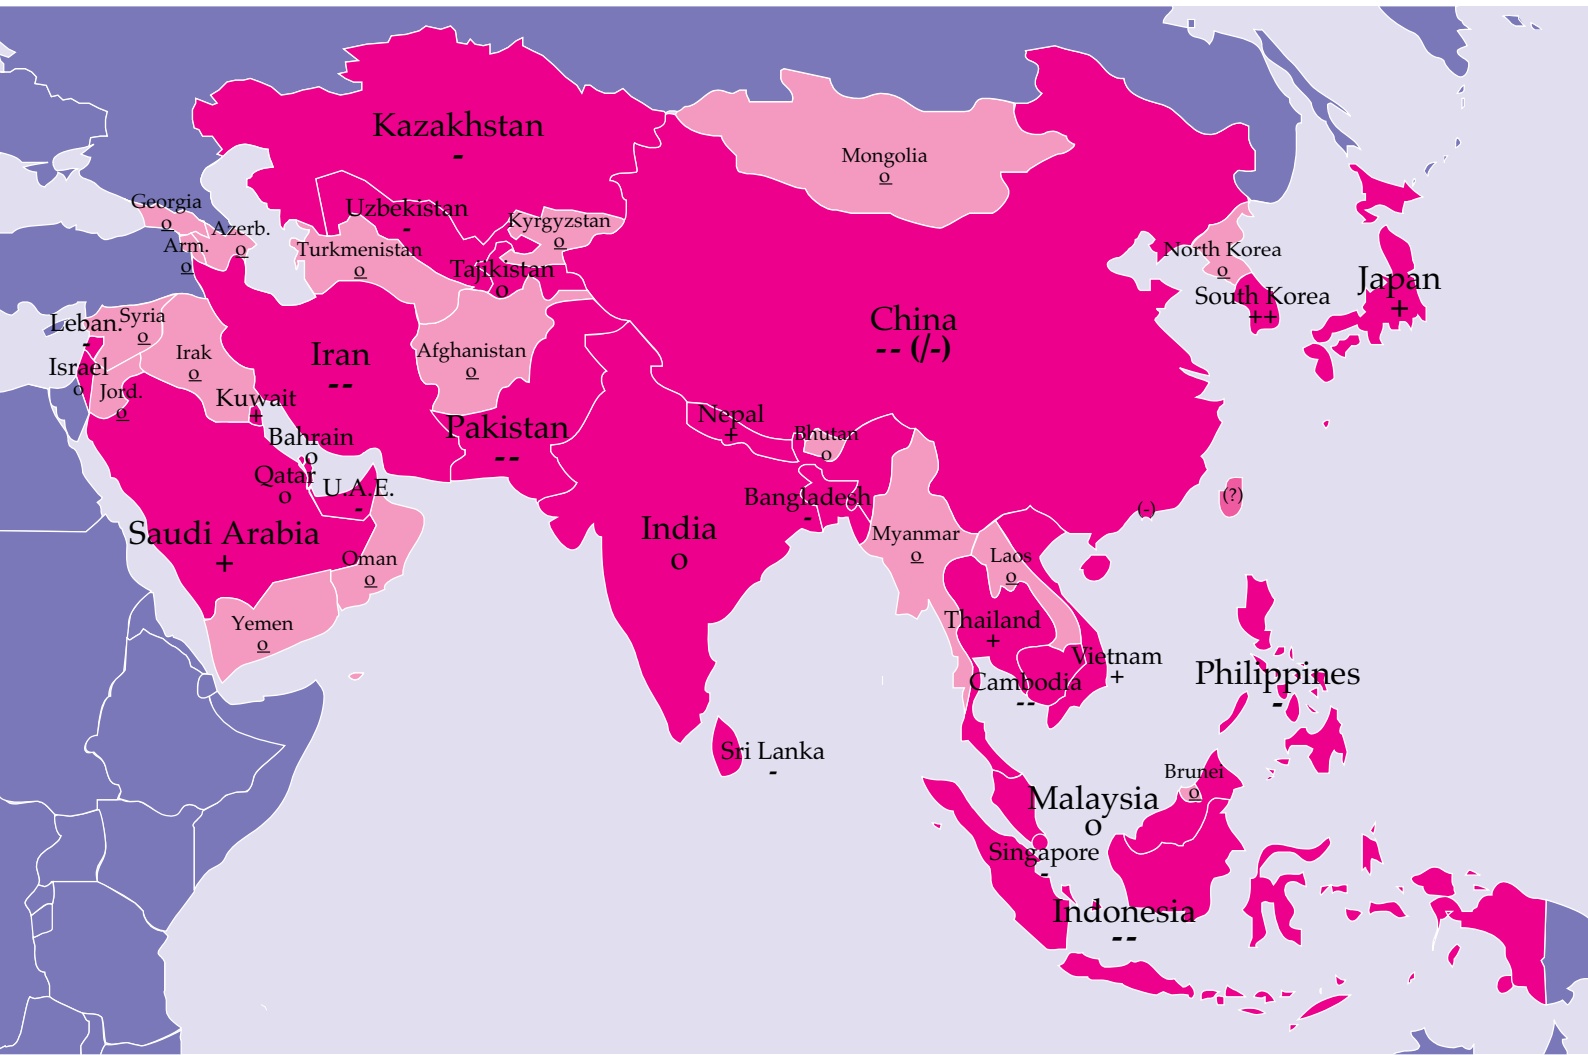 Kazakhstan
-
Mongolia
o
Georgia
o
Uzbekistan
-
Kyrgyzstan
o
Azerb.
o
Arm.
o
Turkmenistan
o
Tajikistan
o
North Korea
o
South Korea
++
Japan
+
China
-- (/-)
Leban.
-
Syria
o
Irak
o
Iran
--
Afghanistan
o
Israel
o
Jord.
o
Kuwait
+
Pakistan
--
Nepal
+
Bhutan
o
Bahrain
o
Qatar
o
U.A.E.
-
Bangladesh
-
(-)
(?)
Saudi Arabia
+
India
o
Myanmar
o
Laos
o
Oman
o
Yemen
o
Thailand
+
Vietnam
+
Cambodia
--
Philippines
-
Sri Lanka
-
Brunei
o
Malaysia
o
Singapore
-
Indonesia
--